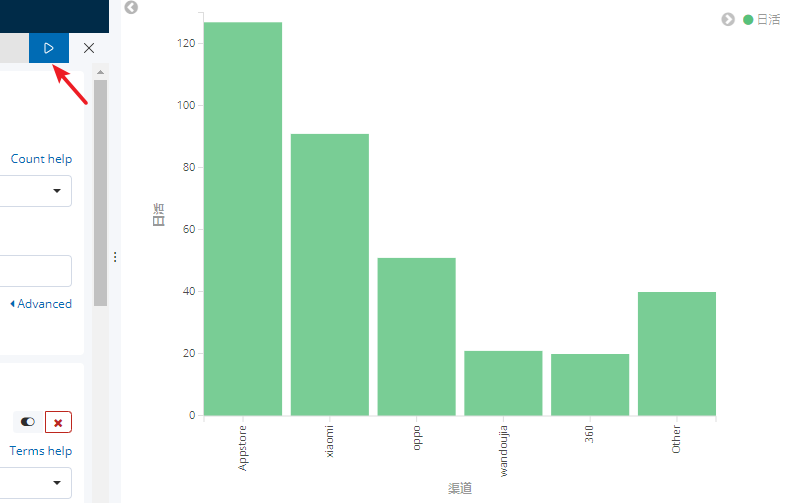 Count help
Advanced
Terms help
日活
120
100
80
60
40
20
0
日活
Appstore
xiaomi
oppo
wandoujia
360
Other
渠道